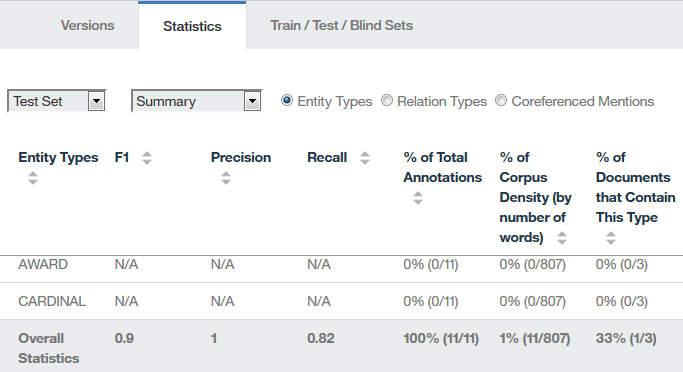 Versions Statistics Train / Test / Blind Sets
Test Set Summary Entity Types Relation Types Coreferenced Mentions
Entity Types F1 Precision Recall % of Total % of % of
Annotations Corpus Documents
Density (by that Contain
number of This Type
words)
AWARD N/A N/A N/A 0% (0/11) 0% (0/807) 0% (0/3)
CARDINAL N/A N/A N/A 0% (0/11) 0% (0/807) 0% (0/3)
Overall 0.9 1 0.82 100% (11/11) 1% (11/807) 33% (1/3)
Statistics